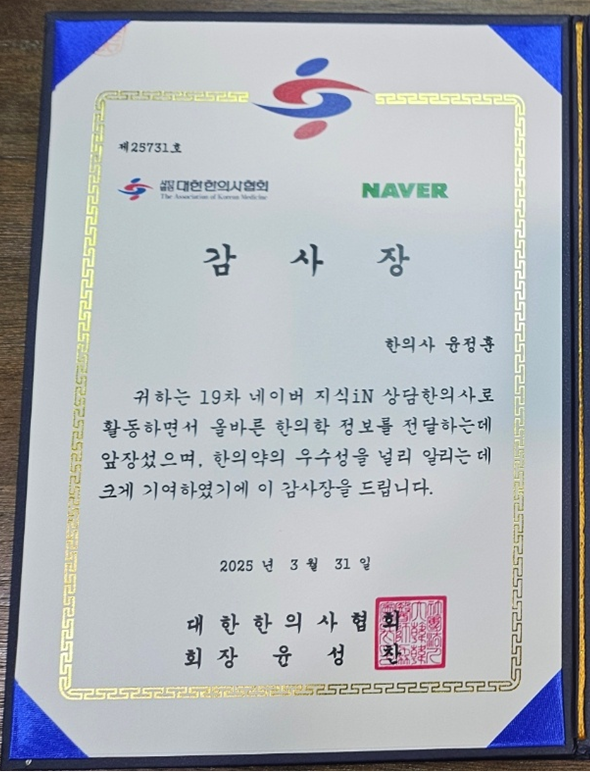 제25731호
사단법인 대한한의사협회
The Association of Korean Medicine
NAVER
감 사 장
한의사 윤정훈
귀하는 19차 네이버 지식iN 상담한의사로
활동하면서 올바른 한의학 정보를 전달하는데
앞장섰으며, 한의약의 우수성을 널리 알리는 데
크게 기여하였기에 이 감사장을 드립니다.
2025 년 3 월 31 일
대 한 한 의 사 협 회
회 장 윤 성 찬